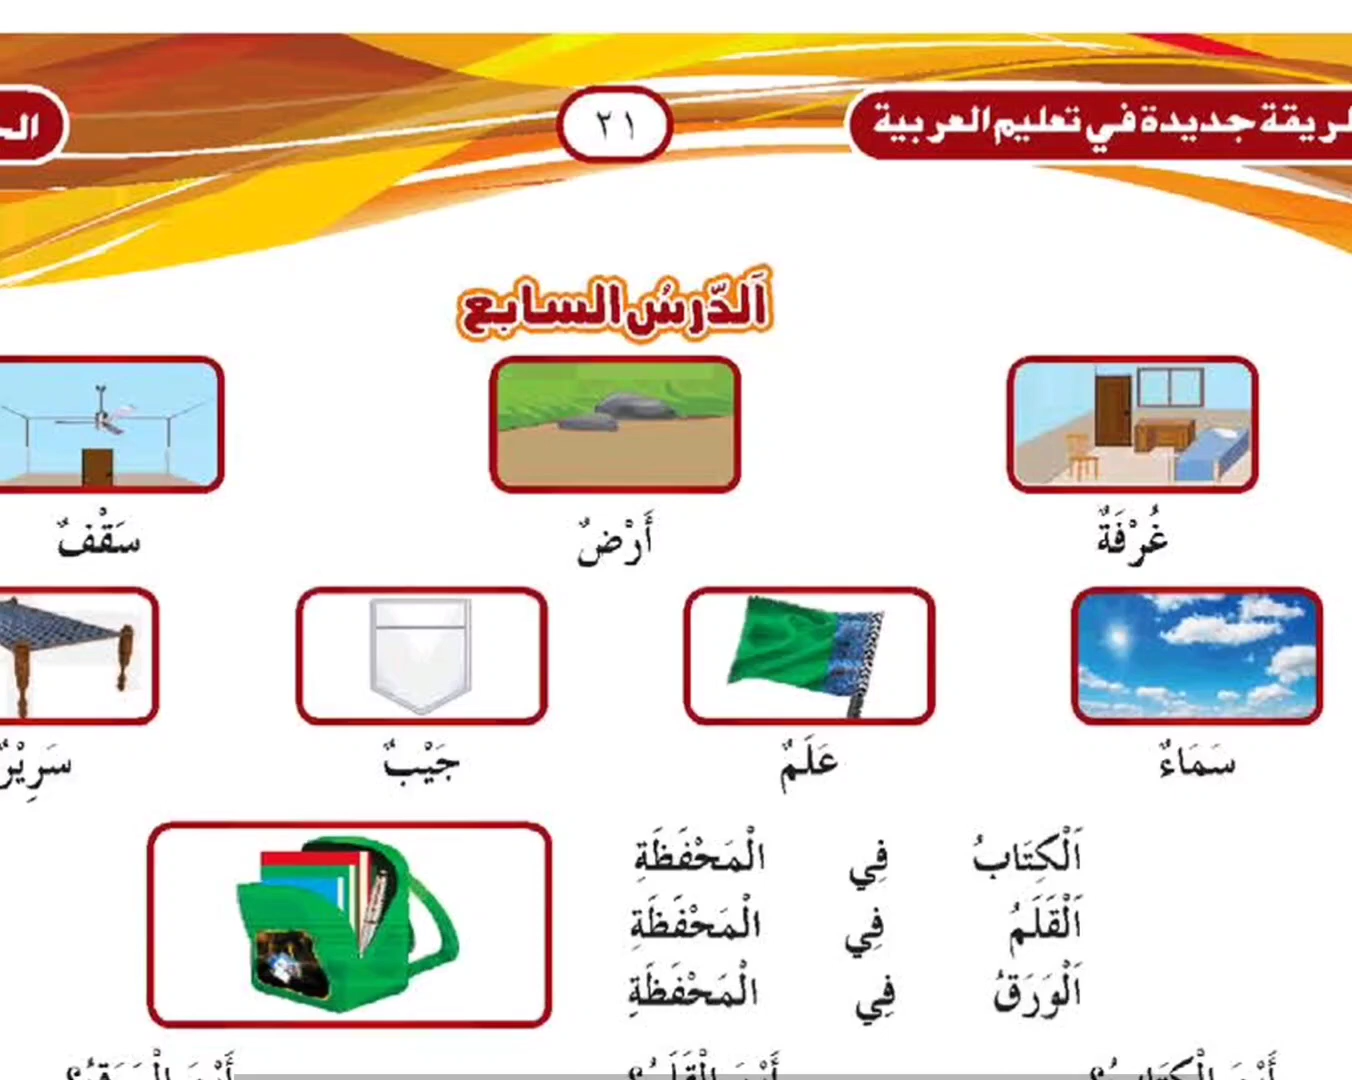 طريقة جديدة في تعليم العربية ٢١
اَلدّرسُ السابع
غُرْفَةٌ أَرْضٌ سَقْفٌ
سَمَاءٌ عَلَمٌ جَيْبٌ سَرِيْرٌ
اَلْكِتَابُ فِي الْمَحْفَظَةِ
اَلْقَلَمُ فِي الْمَحْفَظَةِ
اَلْوَرَقُ فِي الْمَحْفَظَةِ